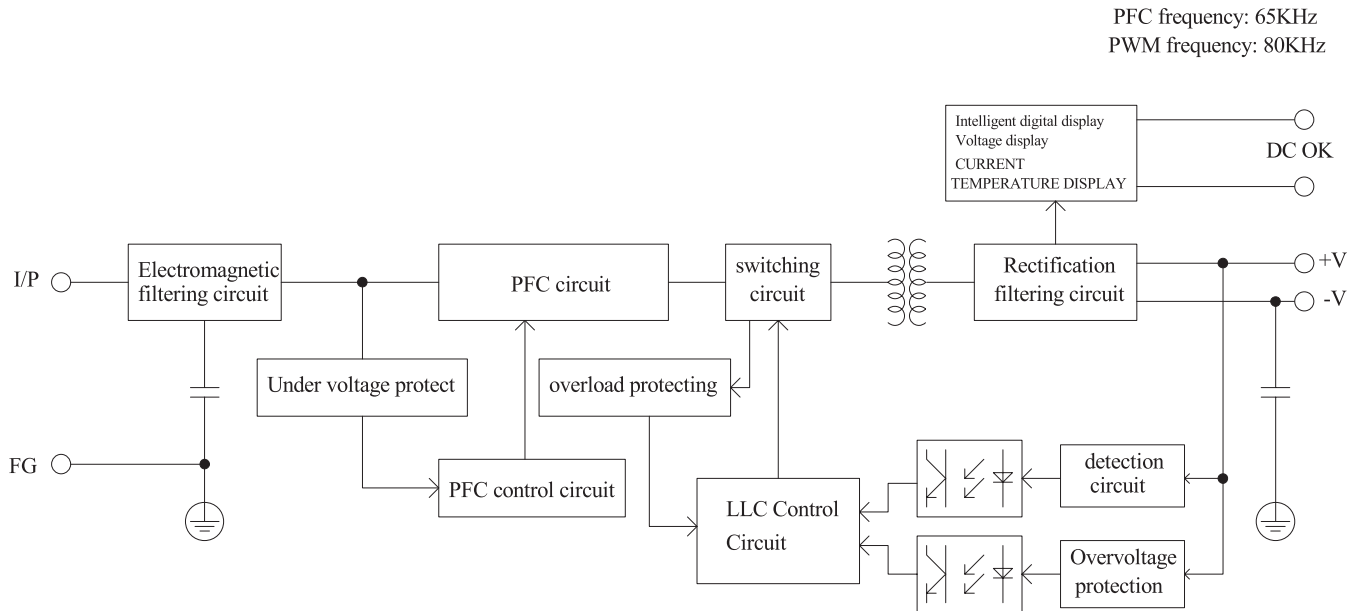 PFC frequency: 65KHz
PWM frequency: 80KHz
Intelligent digital display
Voltage display
CURRENT
TEMPERATURE DISPLAY
DC OK
I/P
Electromagnetic
filtering circuit
PFC circuit
switching
circuit
Rectification
filtering circuit
+V
-V
Under voltage protect
overload protecting
FG
PFC control circuit
LLC Control
Circuit
detection
circuit
Overvoltage
protection